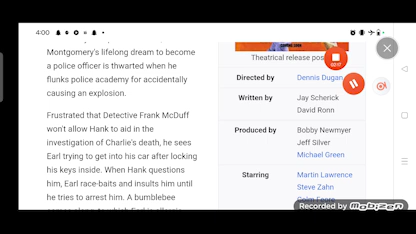 4:00
Montgomery's lifelong dream to become
a police officer is thwarted when he
flunks police academy for accidentally
causing an explosion.
Frustrated that Detective Frank McDuff
won't allow Hank to aid in the
investigation of Charlie's death, he sees
Earl trying to get into his car after locking
his keys inside. When Hank questions
him, Earl race-baits and insults him until
he tries to arrest him. A bumblebee
Theatrical release
Directed by Dennis Dugan
Written by Jay Scherick
David Ronn
Produced by Bobby Newmyer
Jeff Silver
Michael Green
Starring Martin Lawrence
Steve Zahn
Colm Feore
Recorded by Mobizen